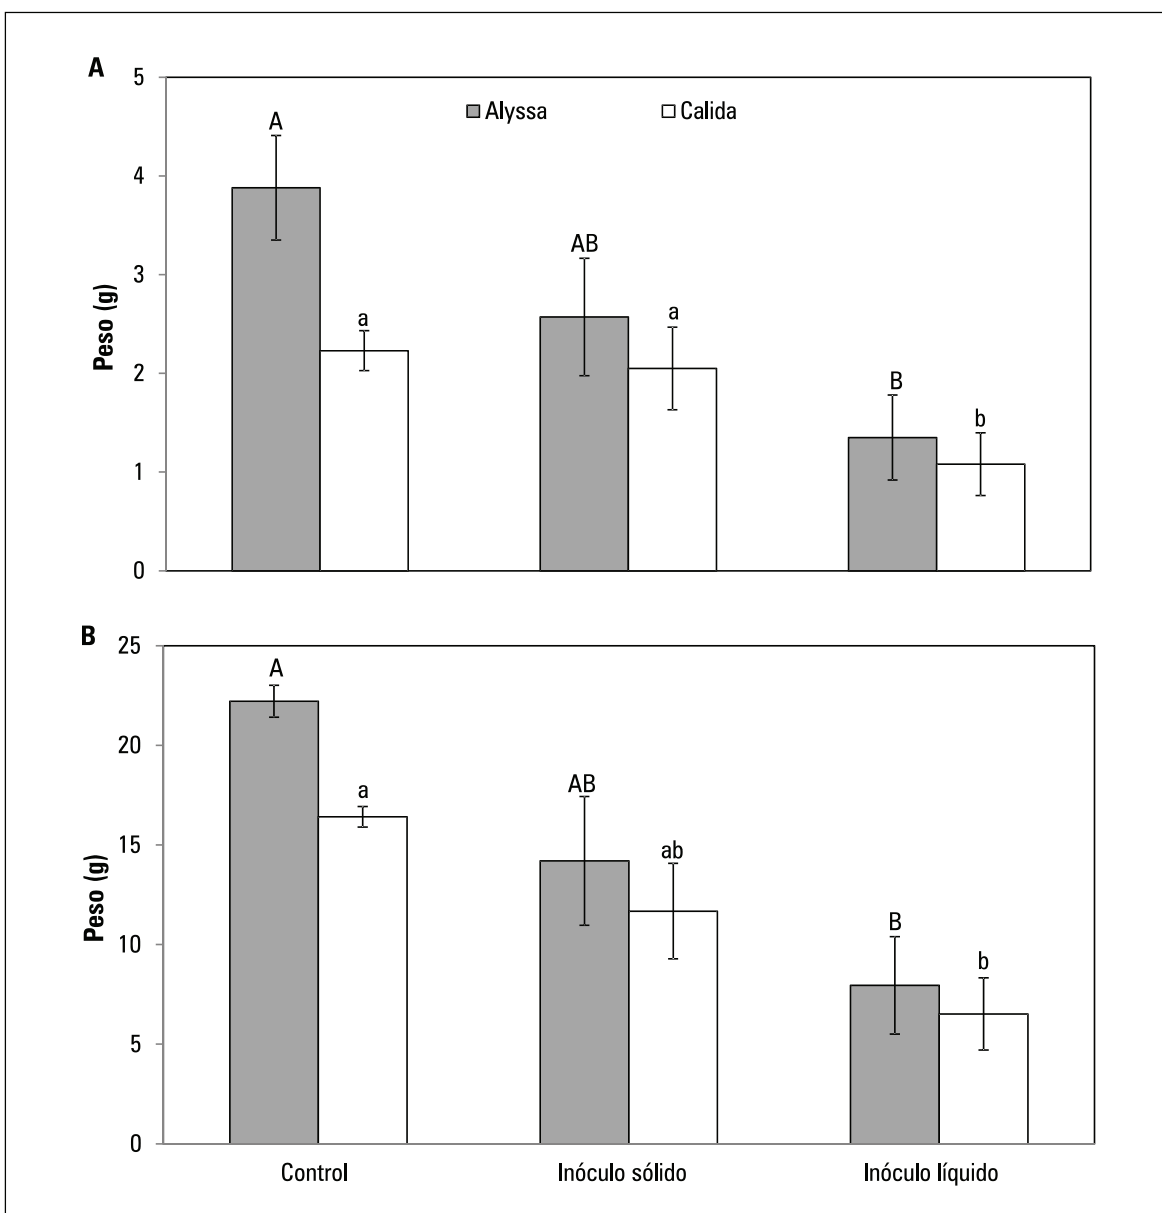 A
5
Alyssa Calida
A
4
AB
3
a a
Peso (g)
2
B
b
1
0
B
25
A
20
a
AB
15
ab
Peso (g)
10
B
b
5
0
Control Inóculo sólido Inóculo líquido